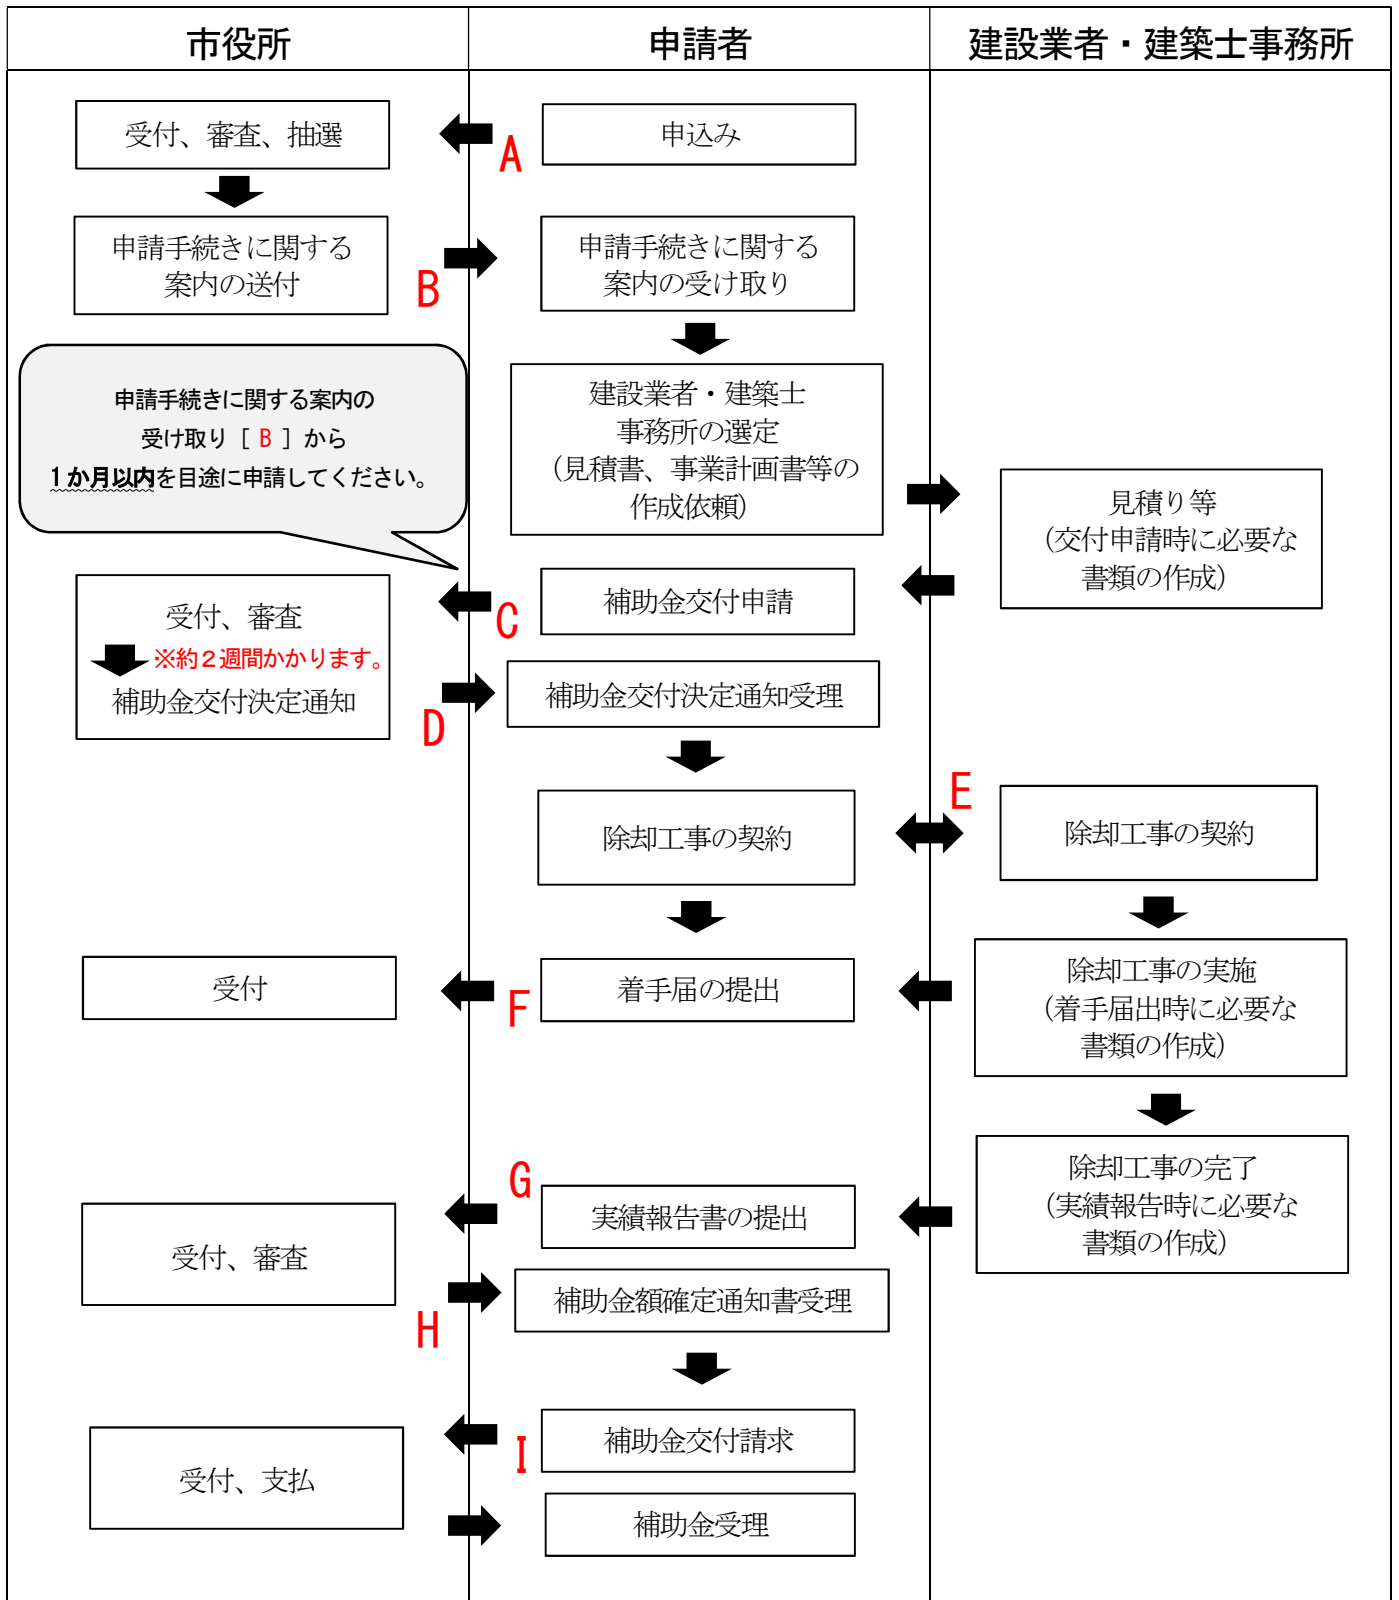 市役所
申請者
建設業者・建築士事務所
受付、審査、抽選
A
申込み
申請手続きに関する
案内の送付
B
申請手続きに関する
案内の受け取り
申請手続きに関する案内の
受け取り［B］から
1か月以内を目途に申請してください。
建設業者・建築士
事務所の選定
(見積書、事業計画書等の
作成依頼)
見積り等
(交付申請時に必要な
書類の作成)
受付、審査
※約2週間かかります。
補助金交付決定通知
C
補助金交付申請
D
補助金交付決定通知受理
除却工事の契約
E
除却工事の契約
受付
F
着手届の提出
除却工事の実施
(着手届出時に必要な
書類の作成)
除却工事の完了
(実績報告時に必要な
書類の作成)
G
実績報告書の提出
受付、審査
H
補助金額確定通知書受理
I
補助金交付請求
受付、支払
補助金受理